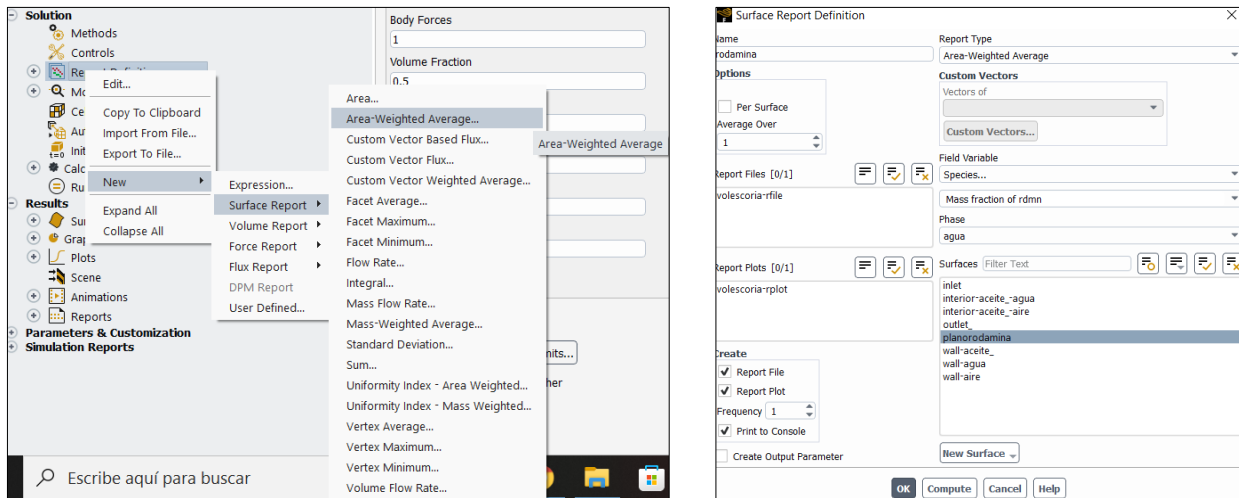 Solution
Methods
Controls
Edit...
Copy To Clipboard
Import From File...
Export To File...
New
Expand All
Collapse All
Results
Plots
Scene
Animations
Reports
Parameters & Customization
Simulation Reports
Expression...
Surface Report
Volume Report
Force Report
Flux Report
DPM Report
User Defined...
Body Forces
1
Volume Fraction
0.5
Area...
Area-Weighted Average...
Custom Vector Based Flux...
Custom Vector Flux...
Custom Vector Weighted Average...
Facet Average...
Facet Maximum...
Facet Minimum...
Flow Rate...
Integral...
Mass Flow Rate...
Mass-Weighted Average...
Standard Deviation...
Sum...
Uniformity Index - Area Weighted...
Uniformity Index - Mass Weighted...
Vertex Average...
Vertex Maximum...
Vertex Minimum...
Volume Flow Rate...
Area-Weighted Average
Escribe aquí para buscar
Surface Report Definition
Name
rodamina
Options
Per Surface
Average Over
1
Report Files [0/1]
volescoria-rfile
Report Plots [0/1]
volescoria-rplot
Create
Report File
Report Plot
Frequency 1
Print to Console
Create Output Parameter
Report Type
Area-Weighted Average
Custom Vectors
Vectors of
Custom Vectors...
Field Variable
Species...
Mass fraction of rdmn
Phase
agua
Surfaces Filter Text
inlet
interior-aceite_-agua
interior-aceite_-aire
outlet_
planorodamina
wall-aceite_
wall-agua
wall-aire
New Surface
OK Compute Cancel Help